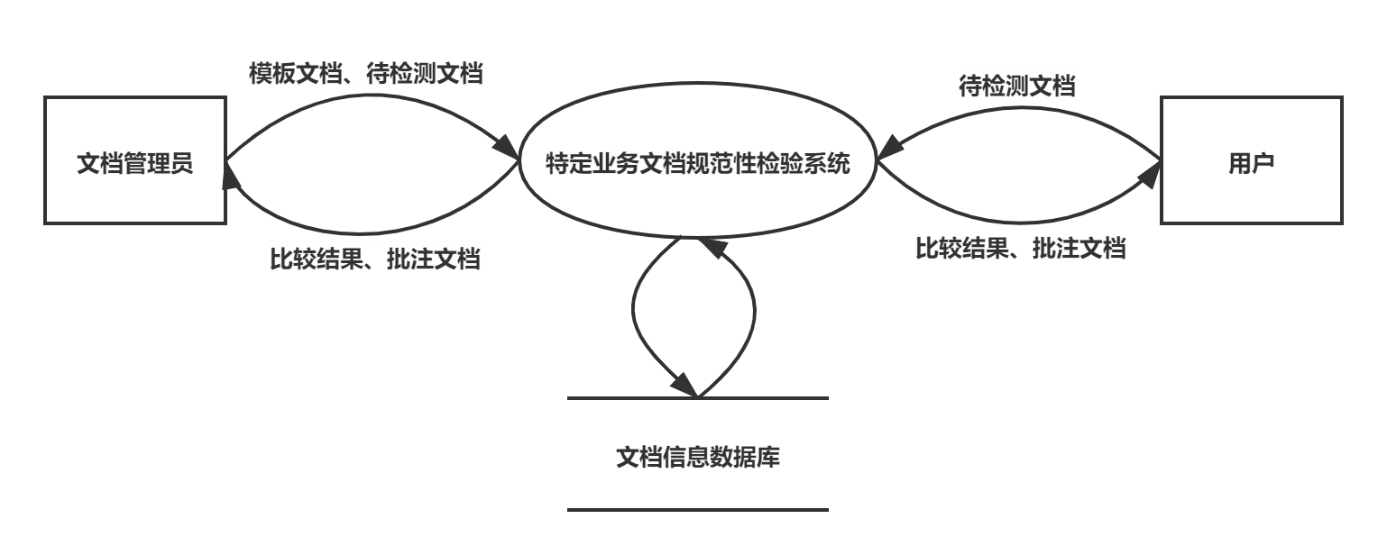 模板文档、待检测文档
待检测文档
文档管理员
特定业务文档规范性检验系统
用户
比较结果、批注文档
比较结果、批注文档
文档信息数据库